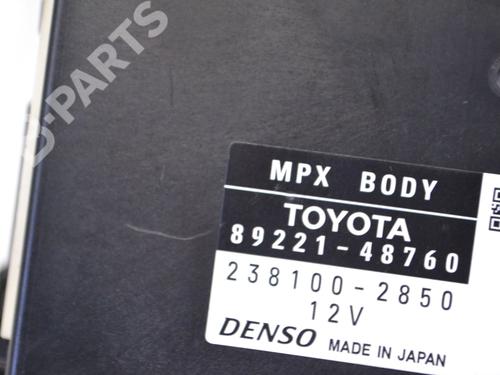 B-PARTS
MPX BODY
TOYOTA
89221-48760
238100-2850
12V
DENSO MADE IN JAPAN